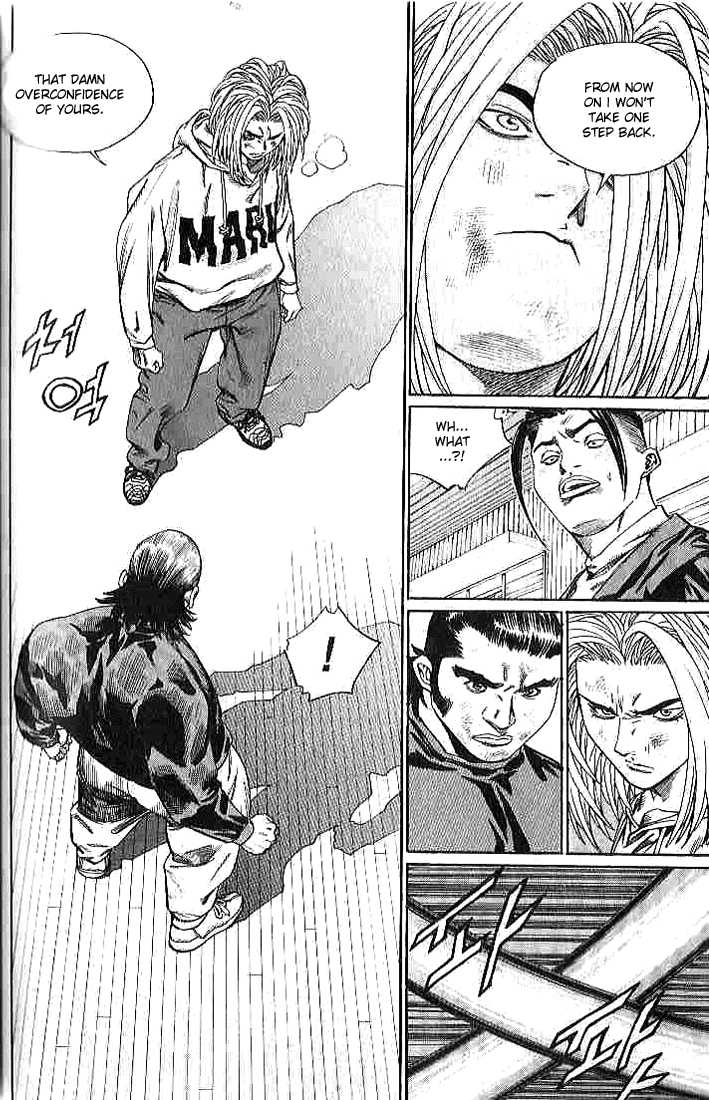 FROM NOW
ON I WON'T
TAKE ONE
STEP BACK.
WH...
WHAT
...?!
THAT DAMN
OVERCONFIDENCE
OF YOURS.
MARI
!